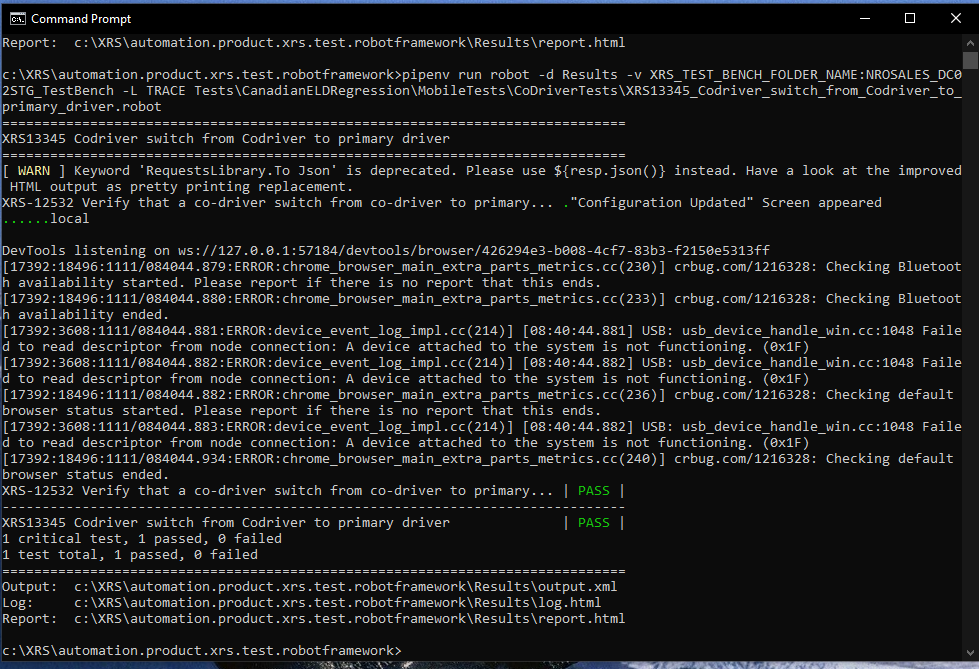 Command Prompt
Report:  c:\XRS\automation.product.xrs.test.robotframework\Results\report.html
c:\XRS\automation.product.xrs.test.robotframework>pipenv run robot -d Results -v XRS_TEST_BENCH_FOLDER_NAME:NROSALES_DC0
2STG_TestBench -L TRACE Tests\CanadianELDRegression\MobileTests\CoDriverTests\XRS13345_Codriver_switch_from_Codriver_to_
primary_driver.robot
==============================================================================
XRS13345 Codriver switch from Codriver to primary driver
==============================================================================
[ WARN ] Keyword 'RequestsLibrary.To Json' is deprecated. Please use ${resp.json()} instead. Have a look at the improved
 HTML output as pretty printing replacement.
XRS-12532 Verify that a co-driver switch from co-driver to primary... ."Configuration Updated" Screen appeared
......local
DevTools listening on ws://127.0.0.1:57184/devtools/browser/426294e3-b008-4cf7-83b3-f2150e5313ff
[17392:18496:1111/084044.879:ERROR:chrome_browser_main_extra_parts_metrics.cc(230)] crbug.com/1216328: Checking Bluetoot
h availability started. Please report if there is no report that this ends.
[17392:18496:1111/084044.880:ERROR:chrome_browser_main_extra_parts_metrics.cc(233)] crbug.com/1216328: Checking Bluetoot
h availability ended.
[17392:3608:1111/084044.881:ERROR:device_event_log_impl.cc(214)] [08:40:44.881] USB: usb_device_handle_win.cc:1048 Faile
d to read descriptor from node connection: A device attached to the system is not functioning. (0x1F)
[17392:3608:1111/084044.882:ERROR:device_event_log_impl.cc(214)] [08:40:44.882] USB: usb_device_handle_win.cc:1048 Faile
d to read descriptor from node connection: A device attached to the system is not functioning. (0x1F)
[17392:18496:1111/084044.882:ERROR:chrome_browser_main_extra_parts_metrics.cc(236)] crbug.com/1216328: Checking default
browser status started. Please report if there is no report that this ends.
[17392:3608:1111/084044.883:ERROR:device_event_log_impl.cc(214)] [08:40:44.882] USB: usb_device_handle_win.cc:1048 Faile
d to read descriptor from node connection: A device attached to the system is not functioning. (0x1F)
[17392:18496:1111/084044.934:ERROR:chrome_browser_main_extra_parts_metrics.cc(240)] crbug.com/1216328: Checking default
browser status ended.
XRS-12532 Verify that a co-driver switch from co-driver to primary... | PASS |
------------------------------------------------------------------------------
XRS13345 Codriver switch from Codriver to primary driver              | PASS |
1 critical test, 1 passed, 0 failed
1 test total, 1 passed, 0 failed
==============================================================================
Output:  c:\XRS\automation.product.xrs.test.robotframework\Results\output.xml
Log:     c:\XRS\automation.product.xrs.test.robotframework\Results\log.html
Report:  c:\XRS\automation.product.xrs.test.robotframework\Results\report.html
c:\XRS\automation.product.xrs.test.robotframework>